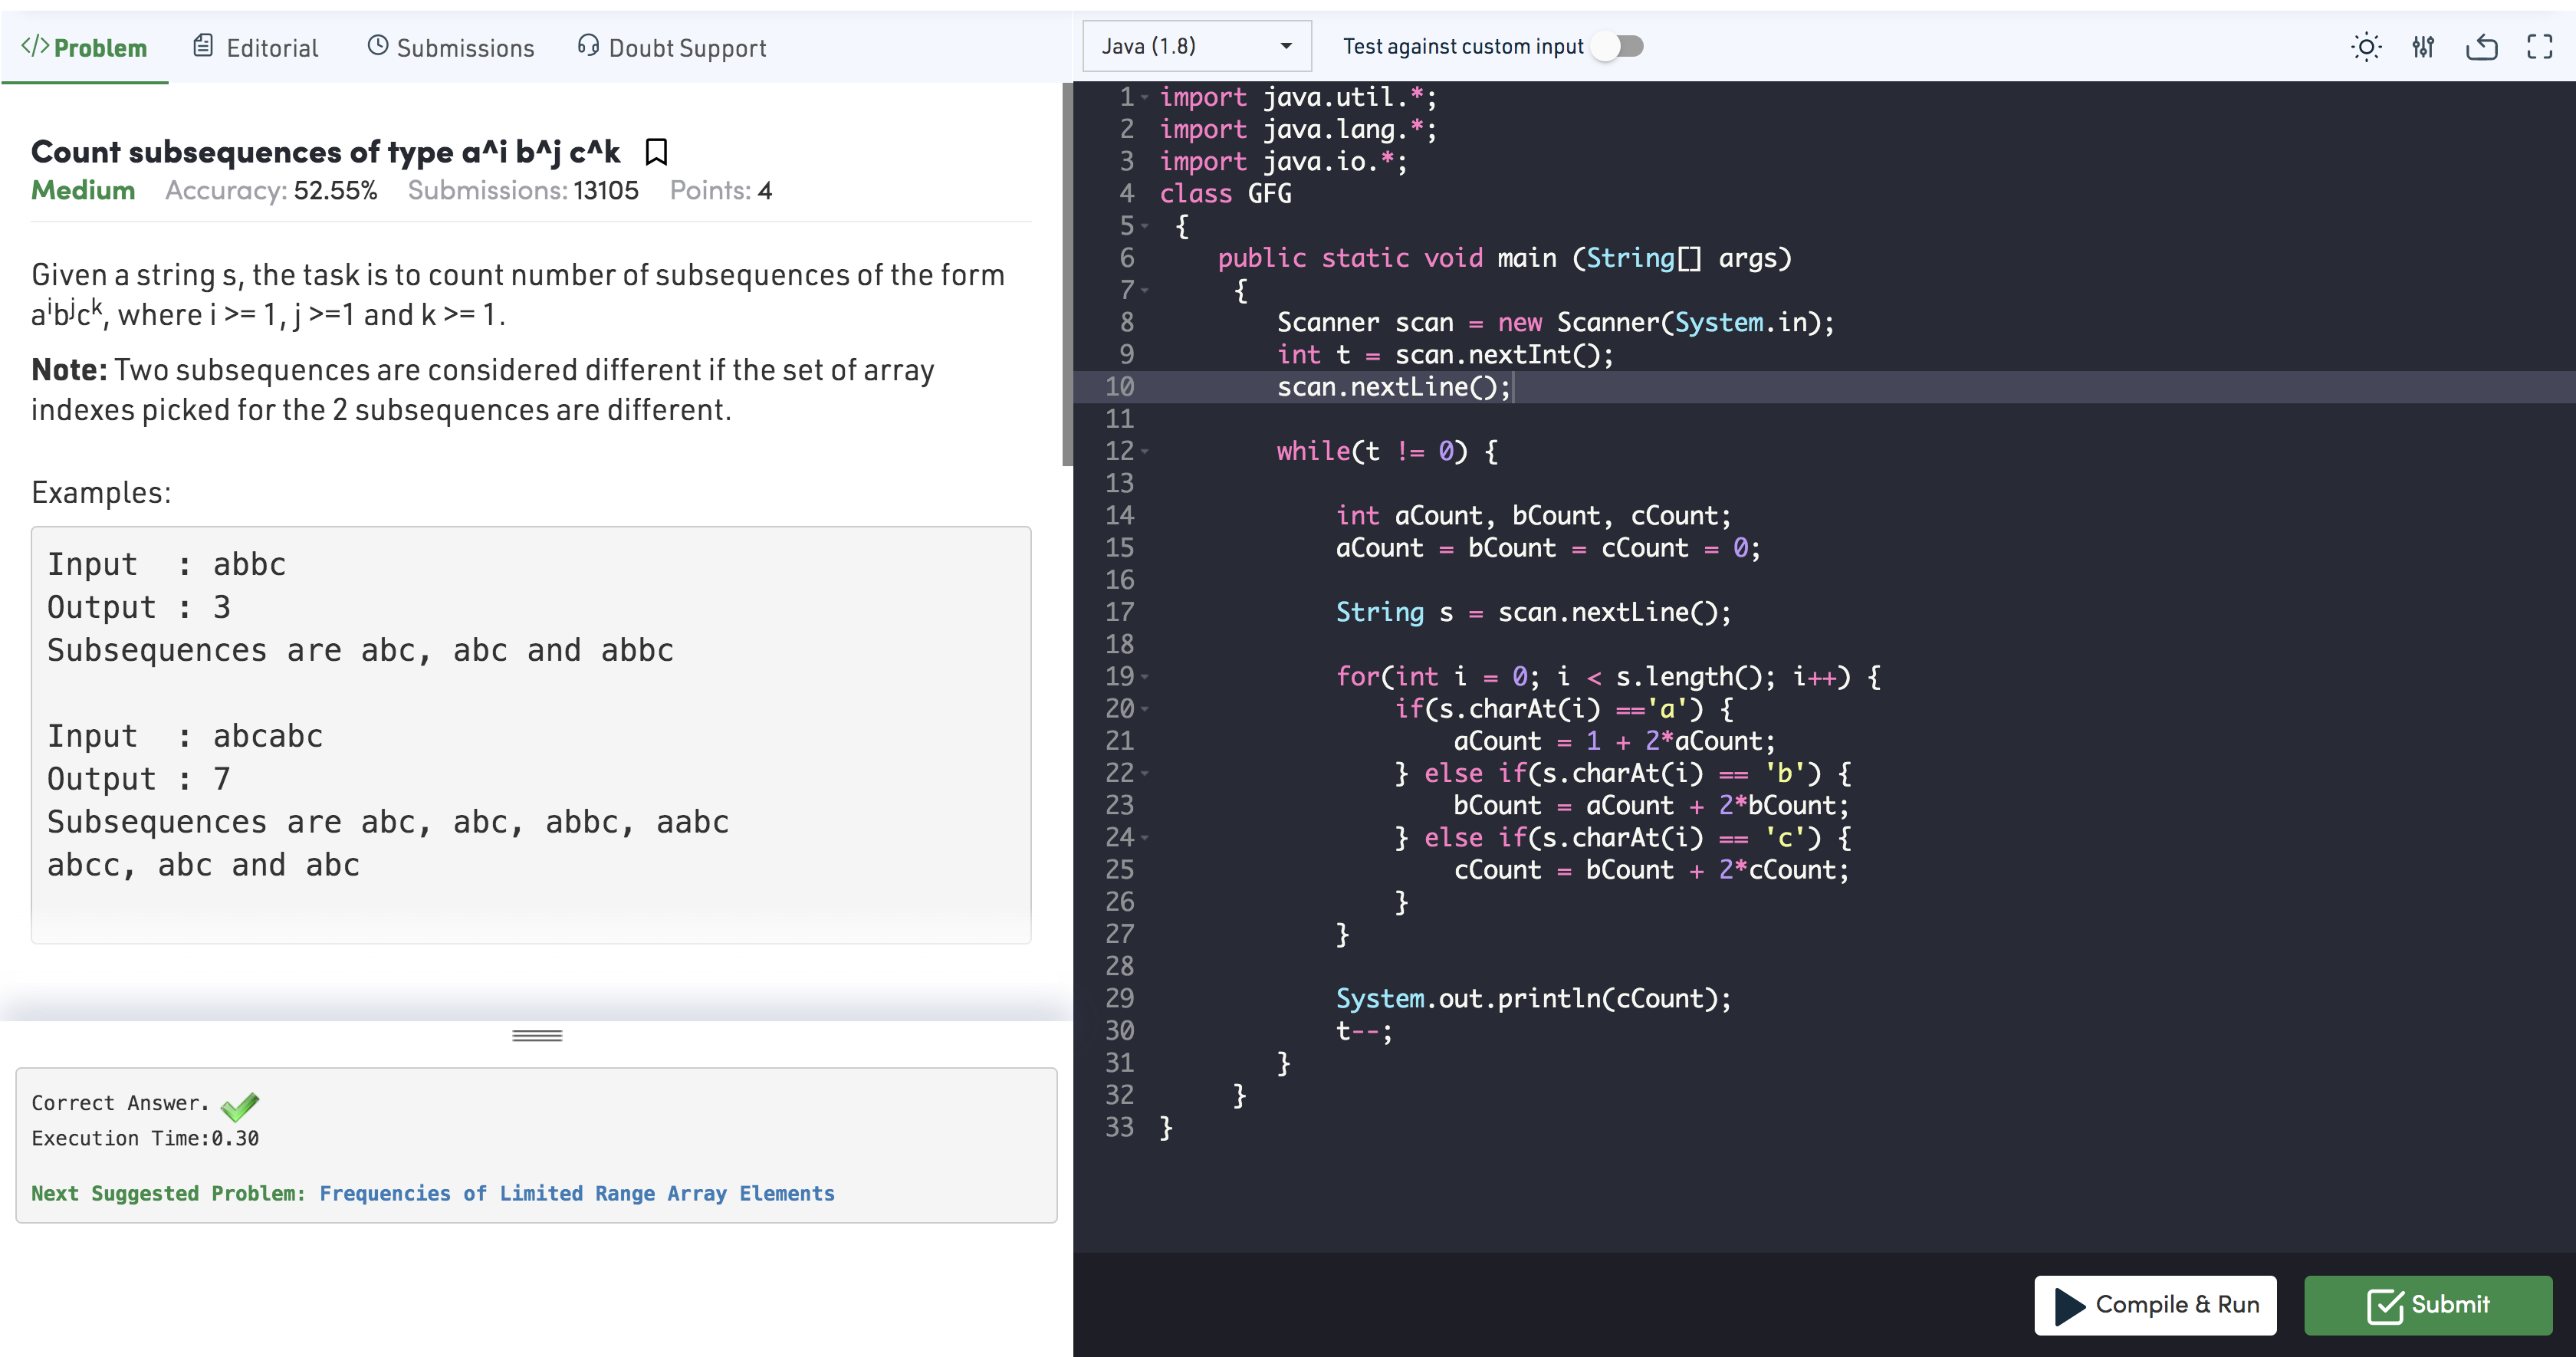 </> Problem Editorial Submissions Doubt Support
Count subsequences of type a^i b^j c^k
Medium Accuracy: 52.55% Submissions: 13105 Points: 4
Given a string s, the task is to count number of subsequences of the form
aⁱbʲcᵏ, where i >= 1, j >=1 and k >= 1.
Note: Two subsequences are considered different if the set of array
indexes picked for the 2 subsequences are different.
Examples:
Input  : abbc
Output : 3
Subsequences are abc, abc and abbc
Input  : abcabc
Output : 7
Subsequences are abc, abc, abbc, aabc
abcc, abc and abc
Correct Answer.
Execution Time:0.30
Next Suggested Problem: Frequencies of Limited Range Array Elements
Java (1.8) Test against custom input
1 import java.util.*;
2 import java.lang.*;
3 import java.io.*;
4 class GFG
5 {
6 public static void main (String[] args)
7 {
8 Scanner scan = new Scanner(System.in);
9 int t = scan.nextInt();
10 scan.nextLine();
11
12 while(t != 0) {
13
14 int aCount, bCount, cCount;
15 aCount = bCount = cCount = 0;
16
17 String s = scan.nextLine();
18
19 for(int i = 0; i < s.length(); i++) {
20 if(s.charAt(i) =='a') {
21 aCount = 1 + 2*aCount;
22 } else if(s.charAt(i) == 'b') {
23 bCount = aCount + 2*bCount;
24 } else if(s.charAt(i) == 'c') {
25 cCount = bCount + 2*cCount;
26 }
27 }
28
29 System.out.println(cCount);
30 t--;
31 }
32 }
33 }
Compile & Run Submit